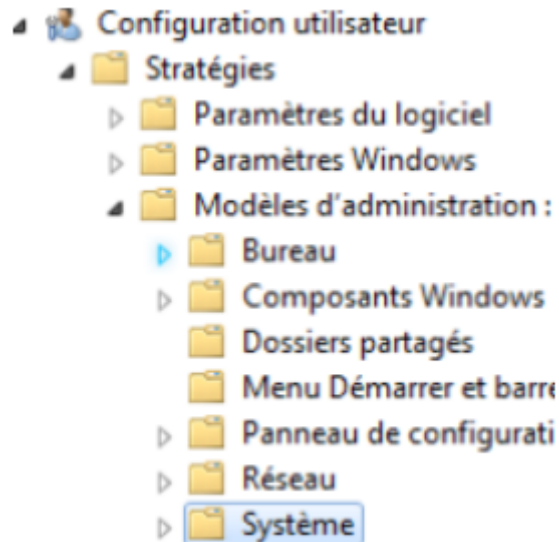 Configuration utilisateur
Stratégies
Paramètres du logiciel
Paramètres Windows
Modèles d'administration :
Bureau
Composants Windows
Dossiers partagés
Menu Démarrer et barre
Panneau de configurati
Réseau
Système